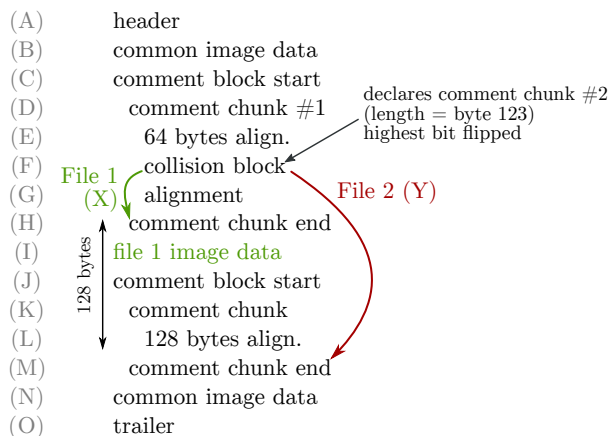 (A) header
(B) common image data
(C) comment block start
(D) comment chunk #1
(E) 64 bytes align.
(F) collision block
(G) alignment
(H) comment chunk end
(I) file 1 image data
(J) comment block start
(K) comment chunk
(L) 128 bytes align.
(M) comment chunk end
(N) common image data
(O) trailer
declares comment chunk #2
(length = byte 123)
highest bit flipped
File 1
(X)
File 2 (Y)
128 bytes